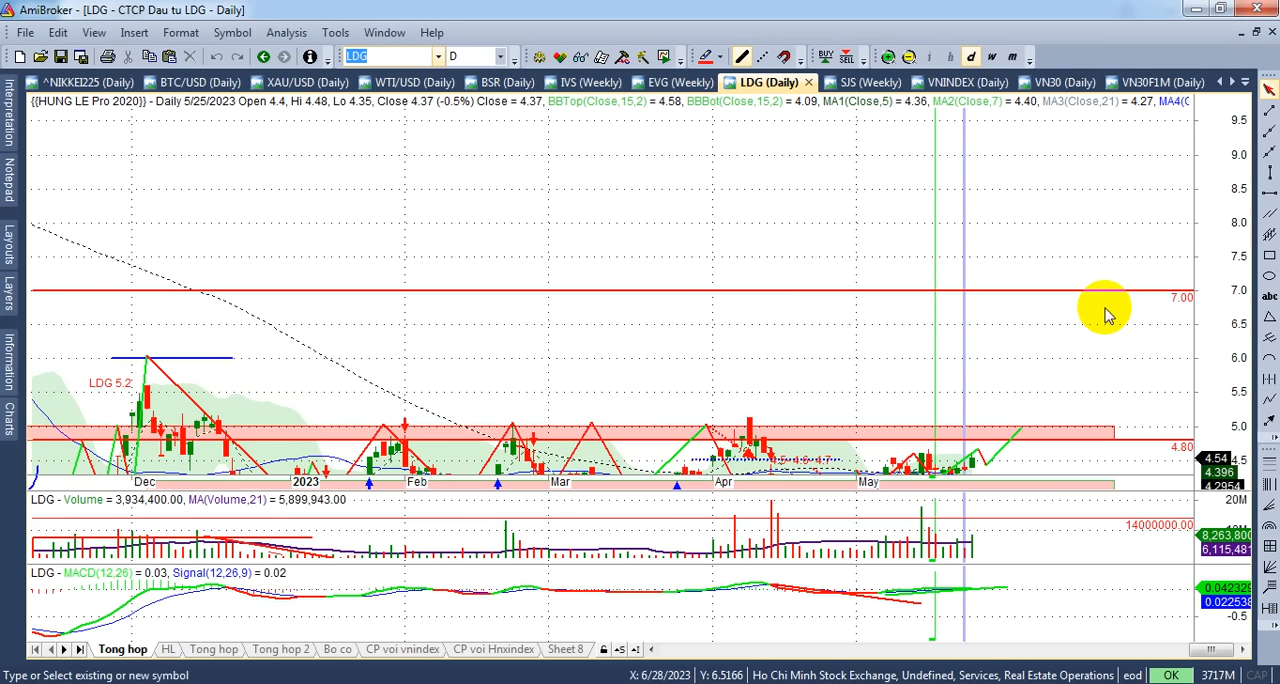 AmiBroker - [LDG - CTCP Dau tu LDG - Daily]
File Edit View Insert Format Symbol Analysis Tools Window Help
LDG D BUY SELL i h d w m
^NIKKEI225 (Daily) BTC/USD (Daily) XAU/USD (Daily) WTI/USD (Daily) BSR (Daily) IVS (Weekly) EVG (Weekly) LDG (Daily) SJS (Weekly) VNINDEX (Daily) VN30 (Daily) VN30F1M (Daily)
{{HUNG LE Pro 2020}} - Daily 5/25/2023 Open 4.4, Hi 4.48, Lo 4.35, Close 4.37 (-0.5%) Close = 4.37, BBTop(Close,15,2) = 4.58, BBBot(Close,15,2) = 4.09, MA1(Close,5) = 4.36, MA2(Close,7) = 4.40, MA3(Close,21) = 4.27, MA4(C
Interpretation
Notepad
Layouts
Layers
Information
Charts
abc
9.5
9.0
8.5
8.0
7.5
7.0
7.00
6.5
6.0
LDG 5.2
5.5
5.0
4.80
4.54
4.5
4.396
4.2954
Dec 2023 Feb Mar Apr May
LDG - Volume = 3,934,400.00, MA(Volume,21) = 5,899,943.00
20M
14000000.00
8,263,800
6,115,481
LDG - MACD(12,26) = 0.03, Signal(12,26,9) = 0.02
0.042329
0.022538
-0.5
Tong hop HL Tong hop Tong hop 2 Bo co CP voi vnindex CP voi Hnxindex Sheet 8
Type or Select existing or new symbol X: 6/28/2023 Y: 6.5166 Ho Chi Minh Stock Exchange, Undefined, Services, Real Estate Operations eod OK 3717M CAP